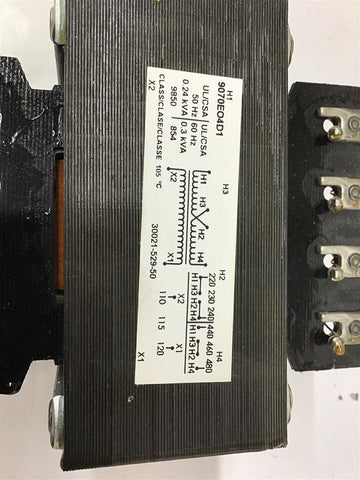 H1 H3 H2 H4
9070EO4D1
UL/CSA UL/CSA
50 Hz 60 Hz
0.24 kVA 0.3 kVA
9850 854
CLASS/CLASE/CLASSE 105 °C
X2 X1
H1 H3 H2 H4
X2 X1
30021-529-50
220 230 240 440 460 480
H1 H3 H2 H4 H1 H3 H2 H4
X2 X1
110 115 120